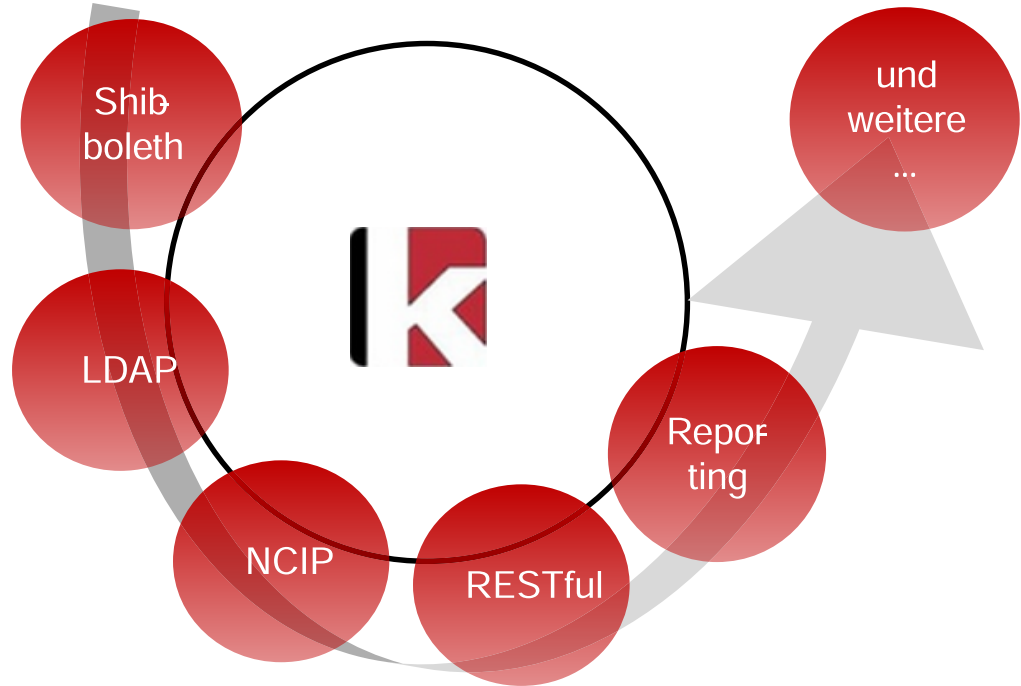 Shib-
boleth
LDAP
NCIP
RESTful
Repor-
ting
und
weitere
...
k